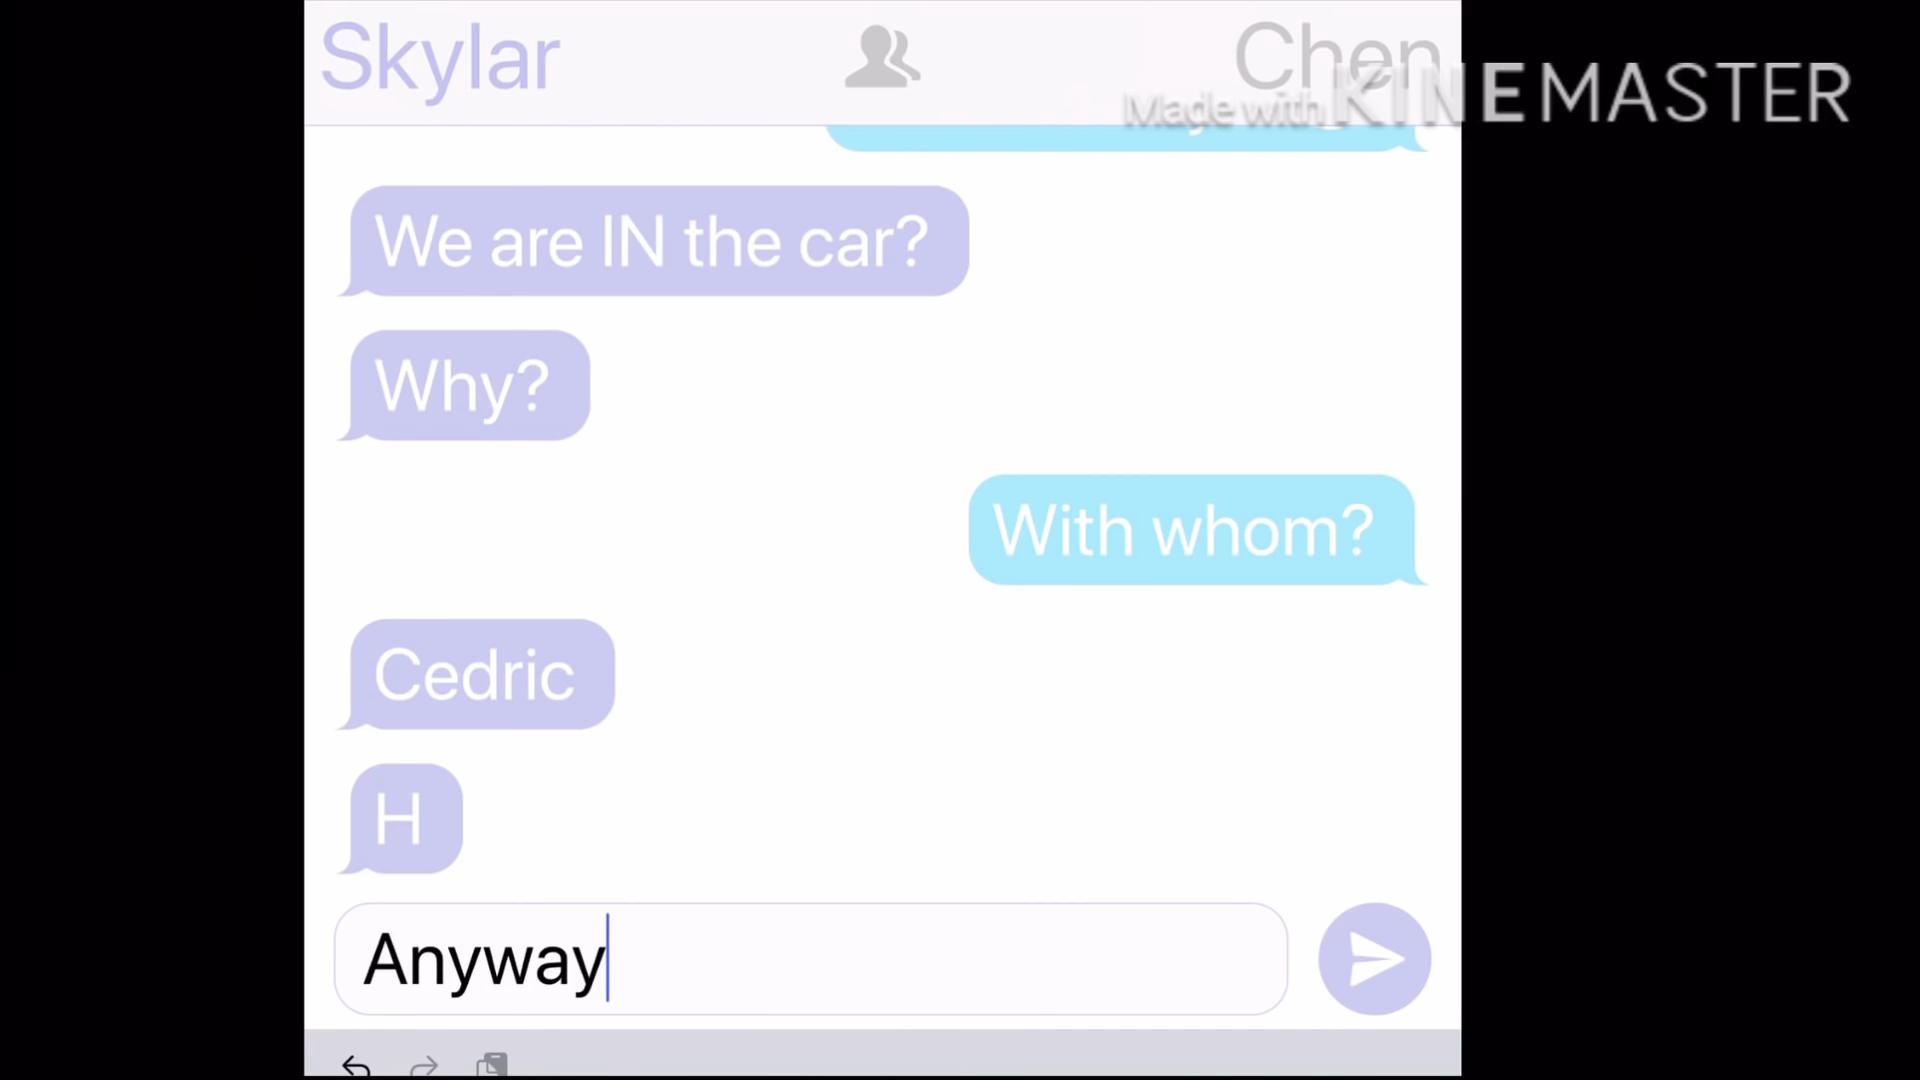 Skylar
Chen
Made with KINEMASTER
We are IN the car?
Why?
With whom?
Cedric
H
Anyway